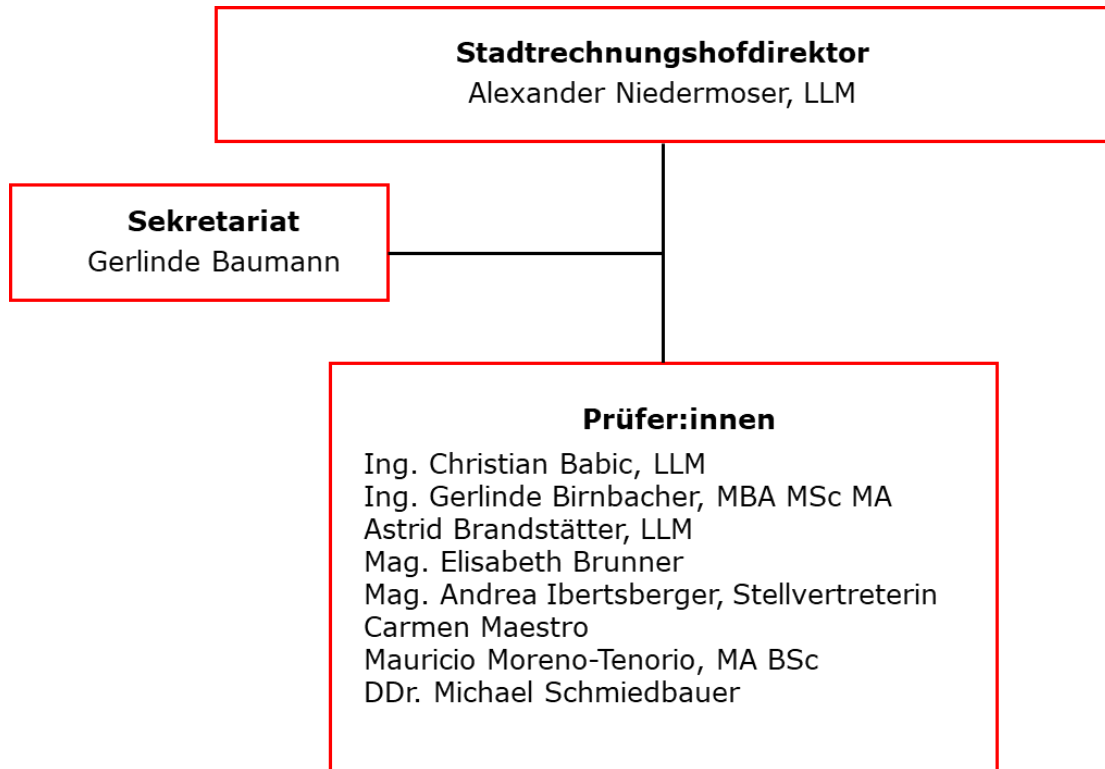 Stadtrechnungshofdirektor
Alexander Niedermoser, LLM
Sekretariat
Gerlinde Baumann
Prüfer:innen
Ing. Christian Babic, LLM
Ing. Gerlinde Birnbacher, MBA MSc MA
Astrid Brandstätter, LLM
Mag. Elisabeth Brunner
Mag. Andrea Ibertsberger, Stellvertreterin
Carmen Maestro
Mauricio Moreno-Tenorio, MA BSc
DDr. Michael Schmiedbauer